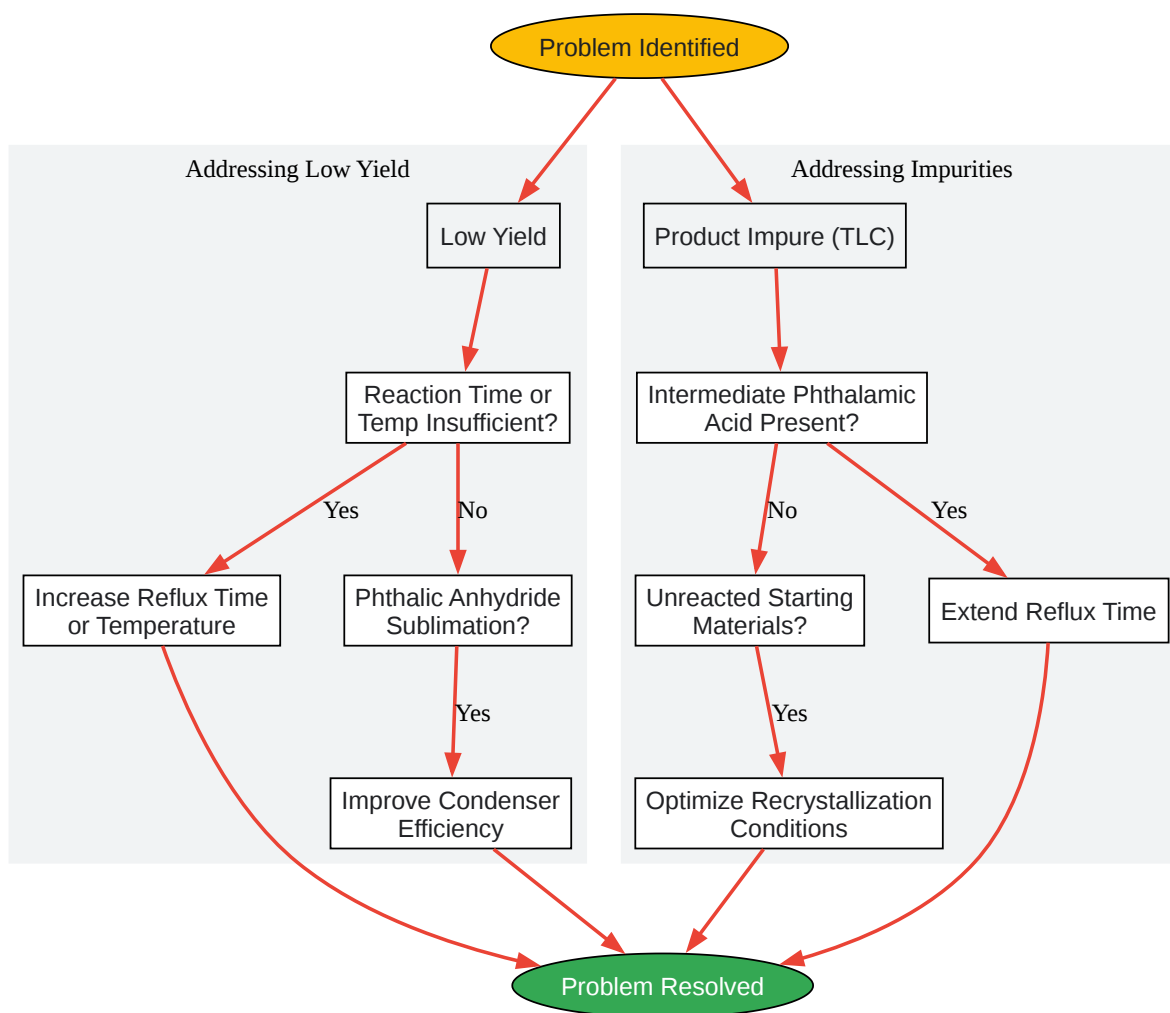 Problem Identified
Addressing Low Yield
Addressing Impurities
Low Yield
Product Impure (TLC)
Reaction Time or
Temp Insufficient?
Intermediate Phthalamic
Acid Present?
Yes
No
No
Yes
Increase Reflux Time
or Temperature
Phthalic Anhydride
Sublimation?
Unreacted Starting
Materials?
Extend Reflux Time
Yes
Yes
Improve Condenser
Efficiency
Optimize Recrystallization
Conditions
Problem Resolved